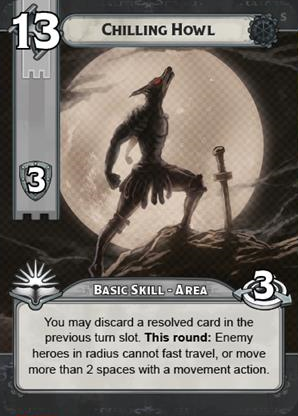 13
CHILLING HOWL
S
3
BASIC SKILL - AREA
3
You may discard a resolved card in the
previous turn slot. This round: Enemy
heroes in radius cannot fast travel, or move
more than 2 spaces with a movement action.